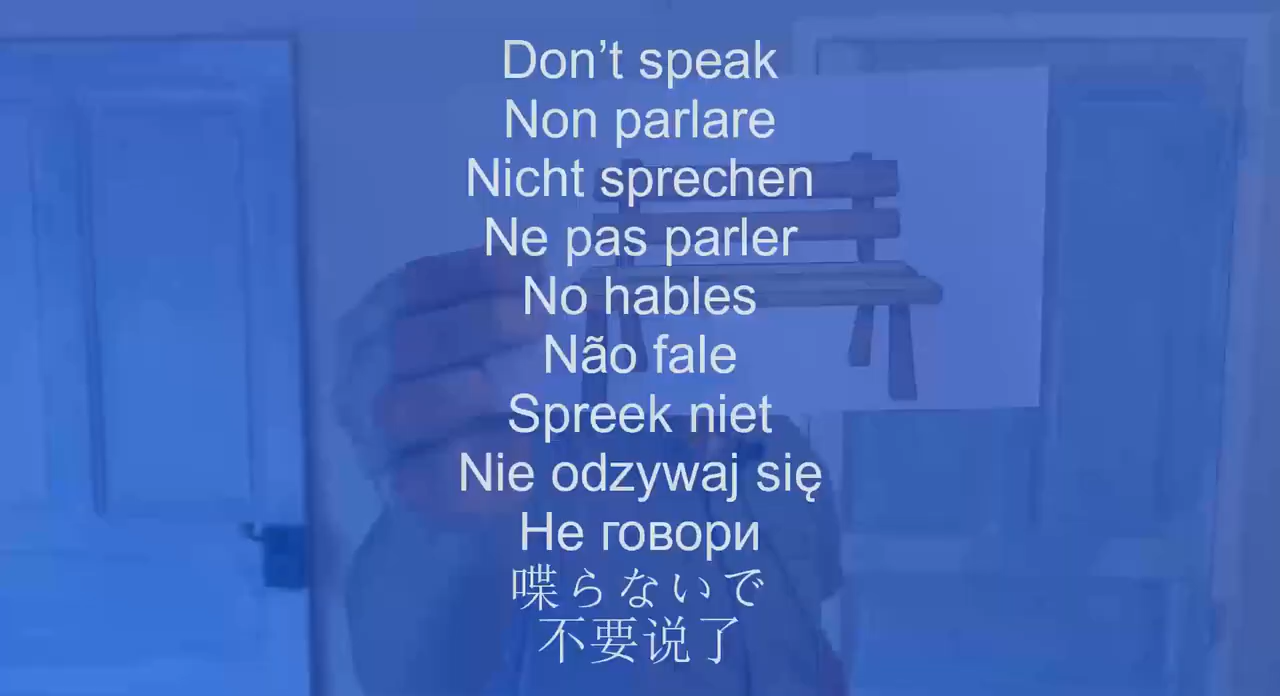 Don’t speak
Non parlare
Nicht sprechen
Ne pas parler
No hables
Não fale
Spreek niet
Nie odzywaj się
Не говори
喋らないで
不要说了